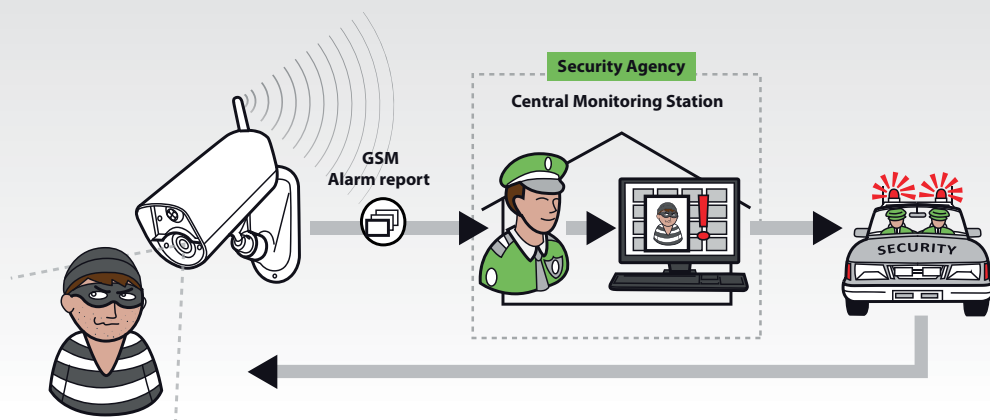 Security Agency
Central Monitoring Station
GSM
Alarm report
SECURITY